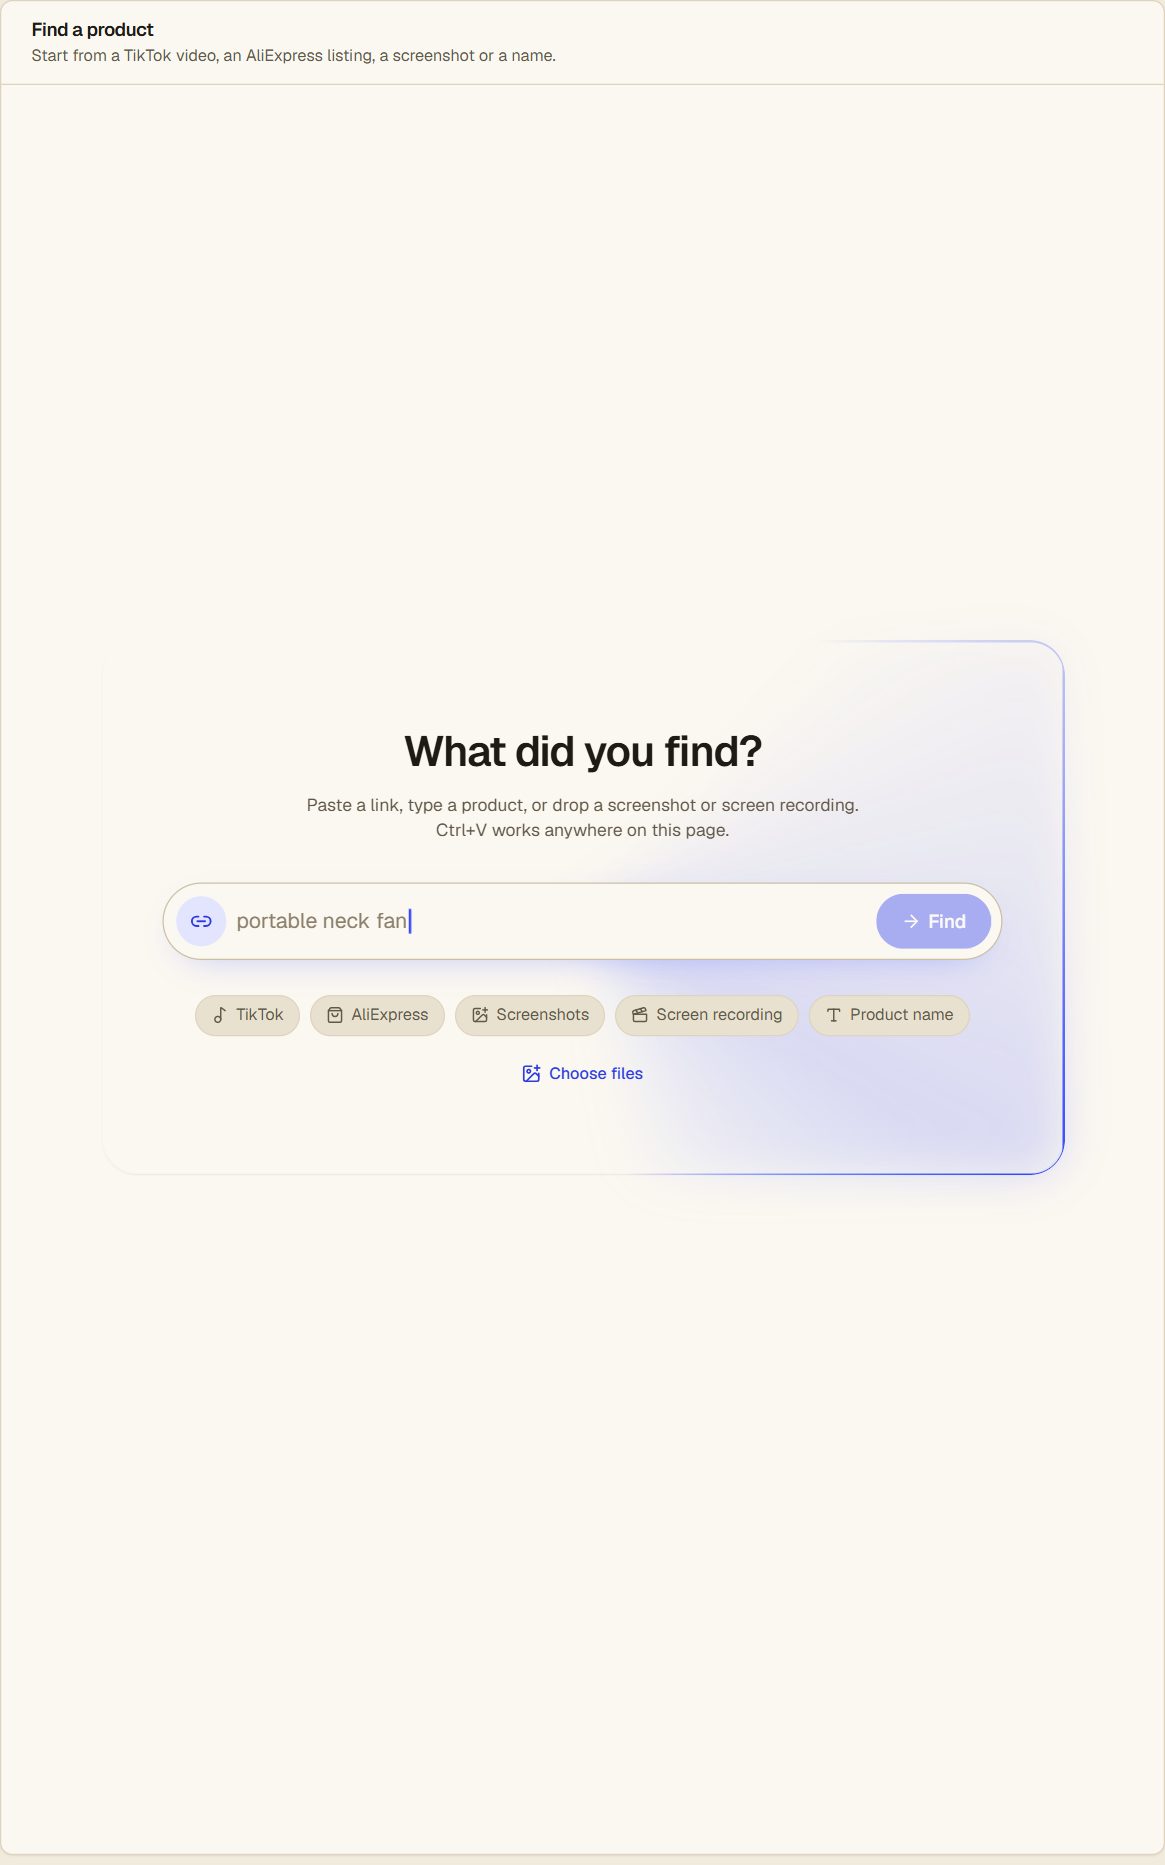 Find a product
Start from a TikTok video, an AliExpress listing, a screenshot or a name.
What did you find?
Paste a link, type a product, or drop a screenshot or screen recording.
Ctrl+V works anywhere on this page.
portable neck fan
Find
TikTok
AliExpress
Screenshots
Screen recording
Product name
Choose files